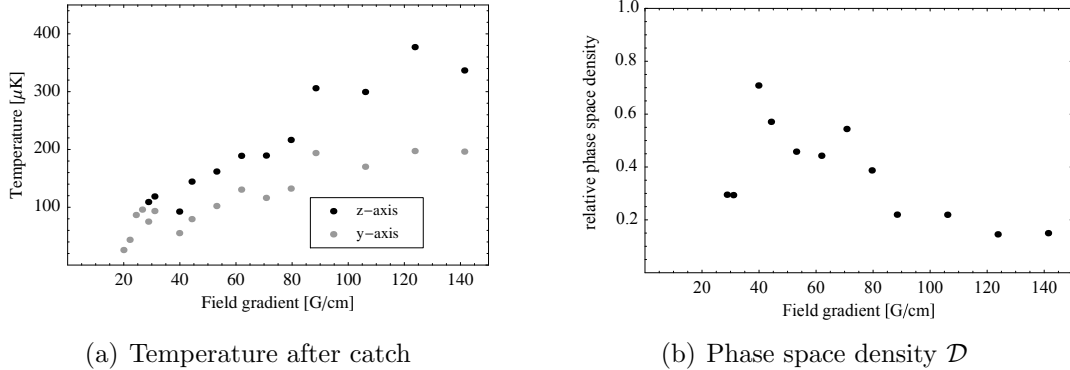 400
300
200
100
Temperature [μK]
z-axis
y-axis
20 40 60 80 100 120 140
Field gradient [G/cm]
(a) Temperature after catch
1.0
0.8
0.6
0.4
0.2
relative phase space density
20 40 60 80 100 120 140
Field gradient [G/cm]
(b) Phase space density 𝒟